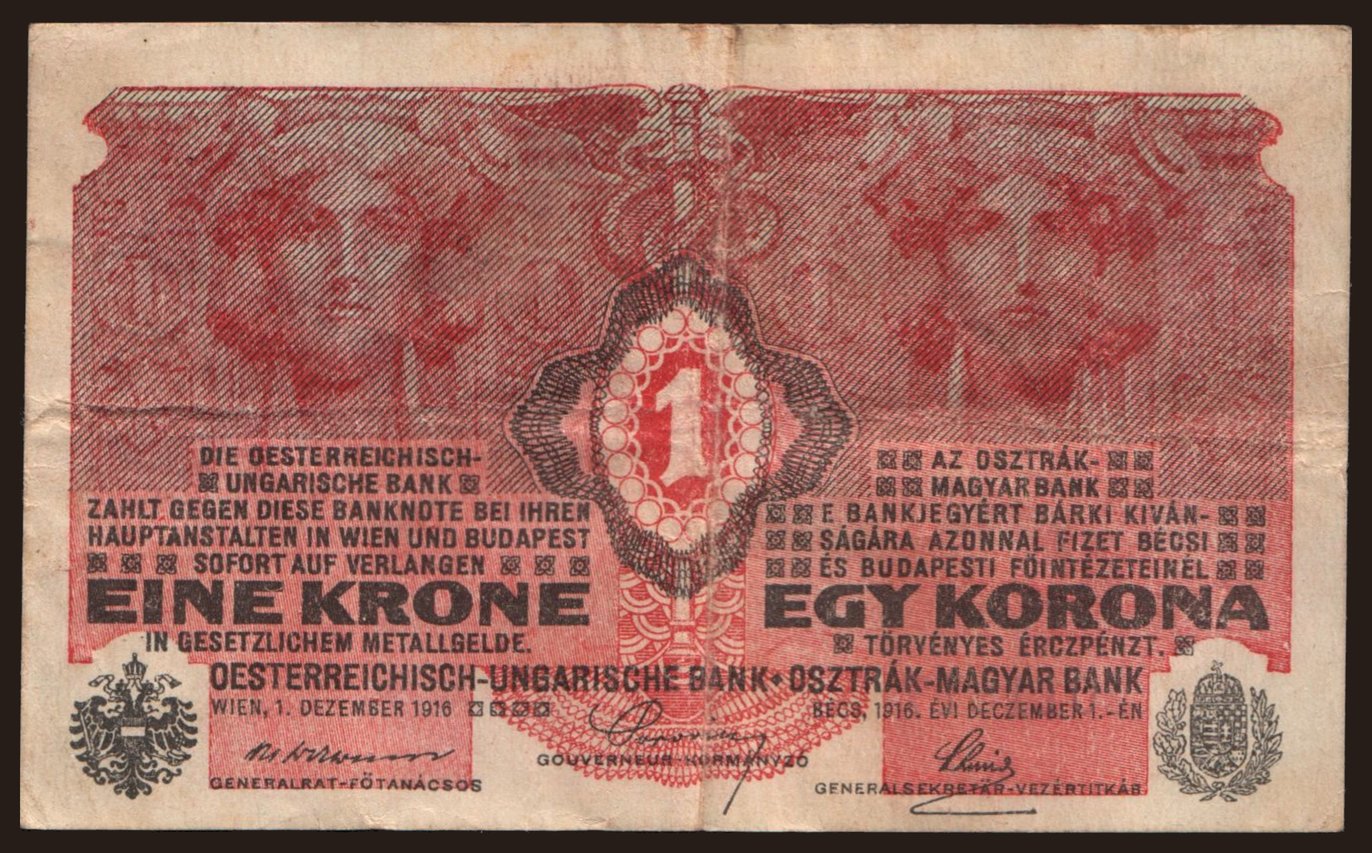 DIE OESTERREICHISCH-
UNGARISCHE BANK
ZAHLT GEGEN DIESE BANKNOTE BEI IHREN
HAUPTANSTALTEN IN WIEN UND BUDAPEST
SOFORT AUF VERLANGEN
EINE KRONE
IN GESETZLICHEM METALLGELDE.
1
AZ OSZTRÁK-
MAGYAR BANK
E BANKJEGYÉRT BÁRKI KIVÁN-
SÁGÁRA AZONNAL FIZET BÉCSI
ÉS BUDAPESTI FŐINTÉZETEINÉL
EGY KORONA
TÖRVÉNYES ÉRCZPÉNZT.
OESTERREICHISCH-UNGARISCHE BANK • OSZTRÁK-MAGYAR BANK
WIEN, 1. DEZEMBER 1916
BÉCS, 1916. ÉVI DECZEMBER 1.-ÉN
GENERALRAT-FŐTANÁCSOS
GOUVERNEUR-KORMÁNYZÓ
GENERALSEKRETÄR-VEZÉRTITKÁR